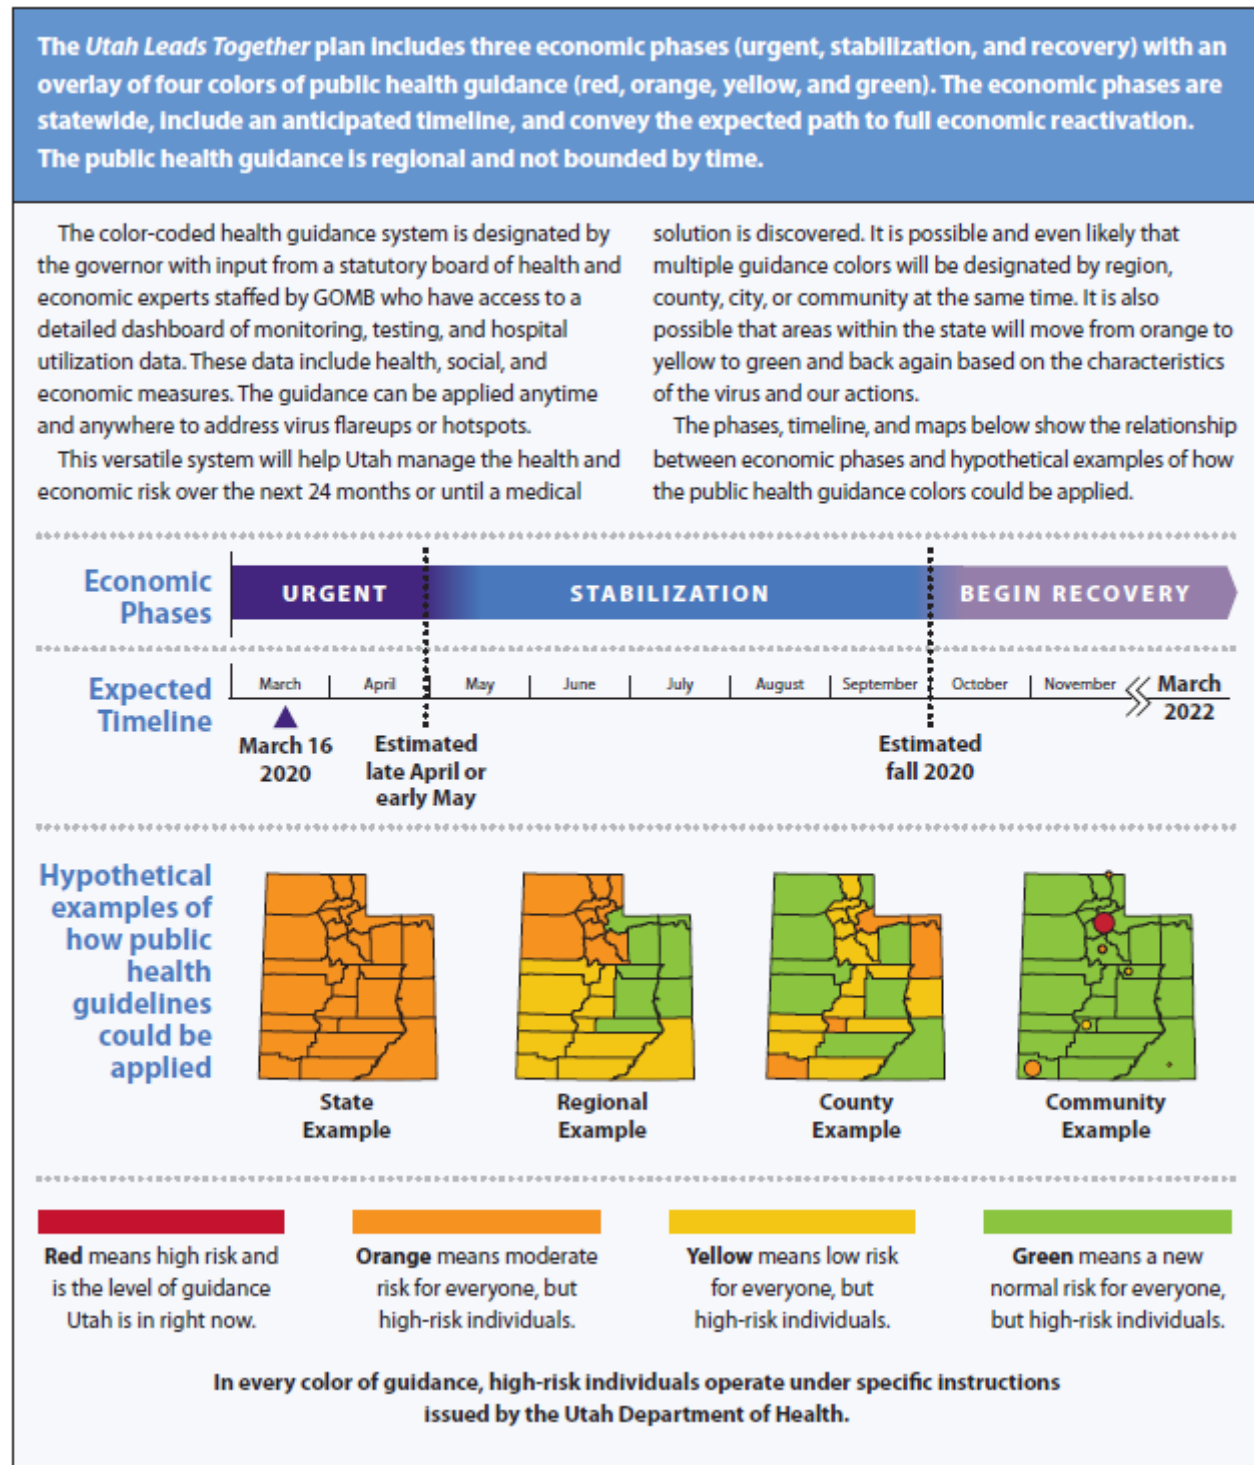 The Utah Leads Together plan includes three economic phases (urgent, stabilization, and recovery) with an
overlay of four colors of public health guidance (red, orange, yellow, and green). The economic phases are
statewide, include an anticipated timeline, and convey the expected path to full economic reactivation.
The public health guidance is regional and not bounded by time.
The color-coded health guidance system is designated by
the governor with input from a statutory board of health and
economic experts staffed by GOMB who have access to a
detailed dashboard of monitoring, testing, and hospital
utilization data. These data include health, social, and
economic measures. The guidance can be applied anytime
and anywhere to address virus flareups or hotspots.
This versatile system will help Utah manage the health and
economic risk over the next 24 months or until a medical
solution is discovered. It is possible and even likely that
multiple guidance colors will be designated by region,
county, city, or community at the same time. It is also
possible that areas within the state will move from orange to
yellow to green and back again based on the characteristics
of the virus and our actions.
The phases, timeline, and maps below show the relationship
between economic phases and hypothetical examples of how
the public health guidance colors could be applied.
Economic
Phases
URGENT STABILIZATION BEGIN RECOVERY
Expected
Timeline
March April May June July August September October November March
2022
March 16
2020
Estimated
late April or
early May
Estimated
fall 2020
Hypothetical
examples of
how public
health
guidelines
could be
applied
State
Example
Regional
Example
County
Example
Community
Example
Red means high risk and
is the level of guidance
Utah is in right now.
Orange means moderate
risk for everyone, but
high-risk individuals.
Yellow means low risk
for everyone, but
high-risk individuals.
Green means a new
normal risk for everyone,
but high-risk individuals.
In every color of guidance, high-risk individuals operate under specific instructions
issued by the Utah Department of Health.